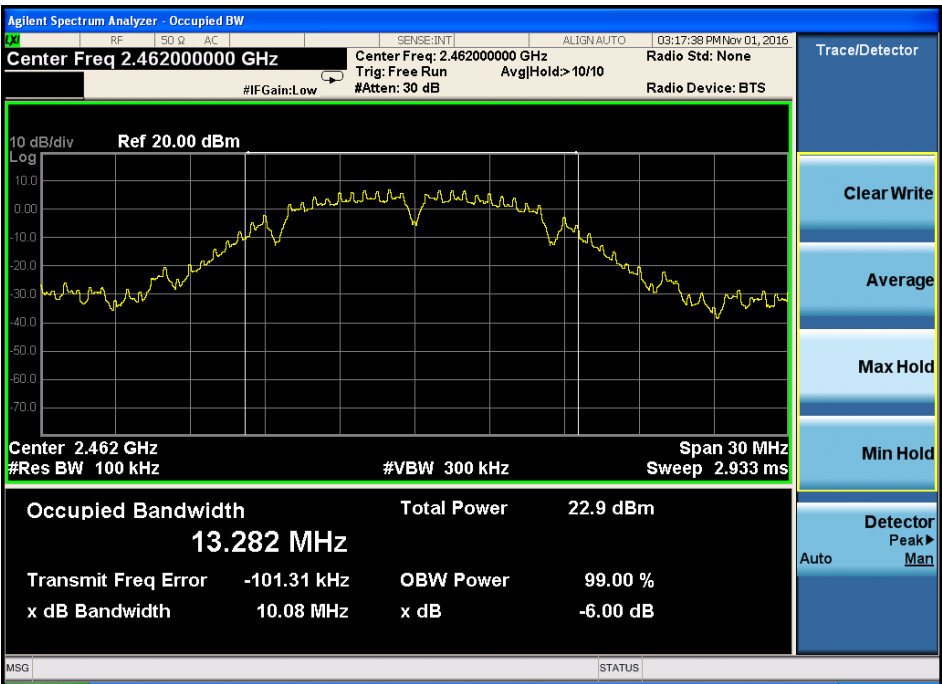 Agilent Spectrum Analyzer - Occupied BW
LXI RF 50 Ω AC SENSE:INT ALIGN AUTO 03:17:38 PM Nov 01, 2016
Center Freq 2.462000000 GHz Center Freq: 2.462000000 GHz Radio Std: None Trace/Detector
Trig: Free Run Avg|Hold:> 10/10
#IFGain:Low #Atten: 30 dB Radio Device: BTS
10 dB/div Ref 20.00 dBm
Log
10.0
0.00
-10.0
-20.0
-30.0
-40.0
-50.0
-60.0
-70.0
Center 2.462 GHz Span 30 MHz
#Res BW 100 kHz #VBW 300 kHz Sweep 2.933 ms
Occupied Bandwidth Total Power 22.9 dBm
13.282 MHz
Transmit Freq Error -101.31 kHz OBW Power 99.00 %
x dB Bandwidth 10.08 MHz x dB -6.00 dB
Clear Write
Average
Max Hold
Min Hold
Detector
Peak▶
Auto Man
MSG STATUS